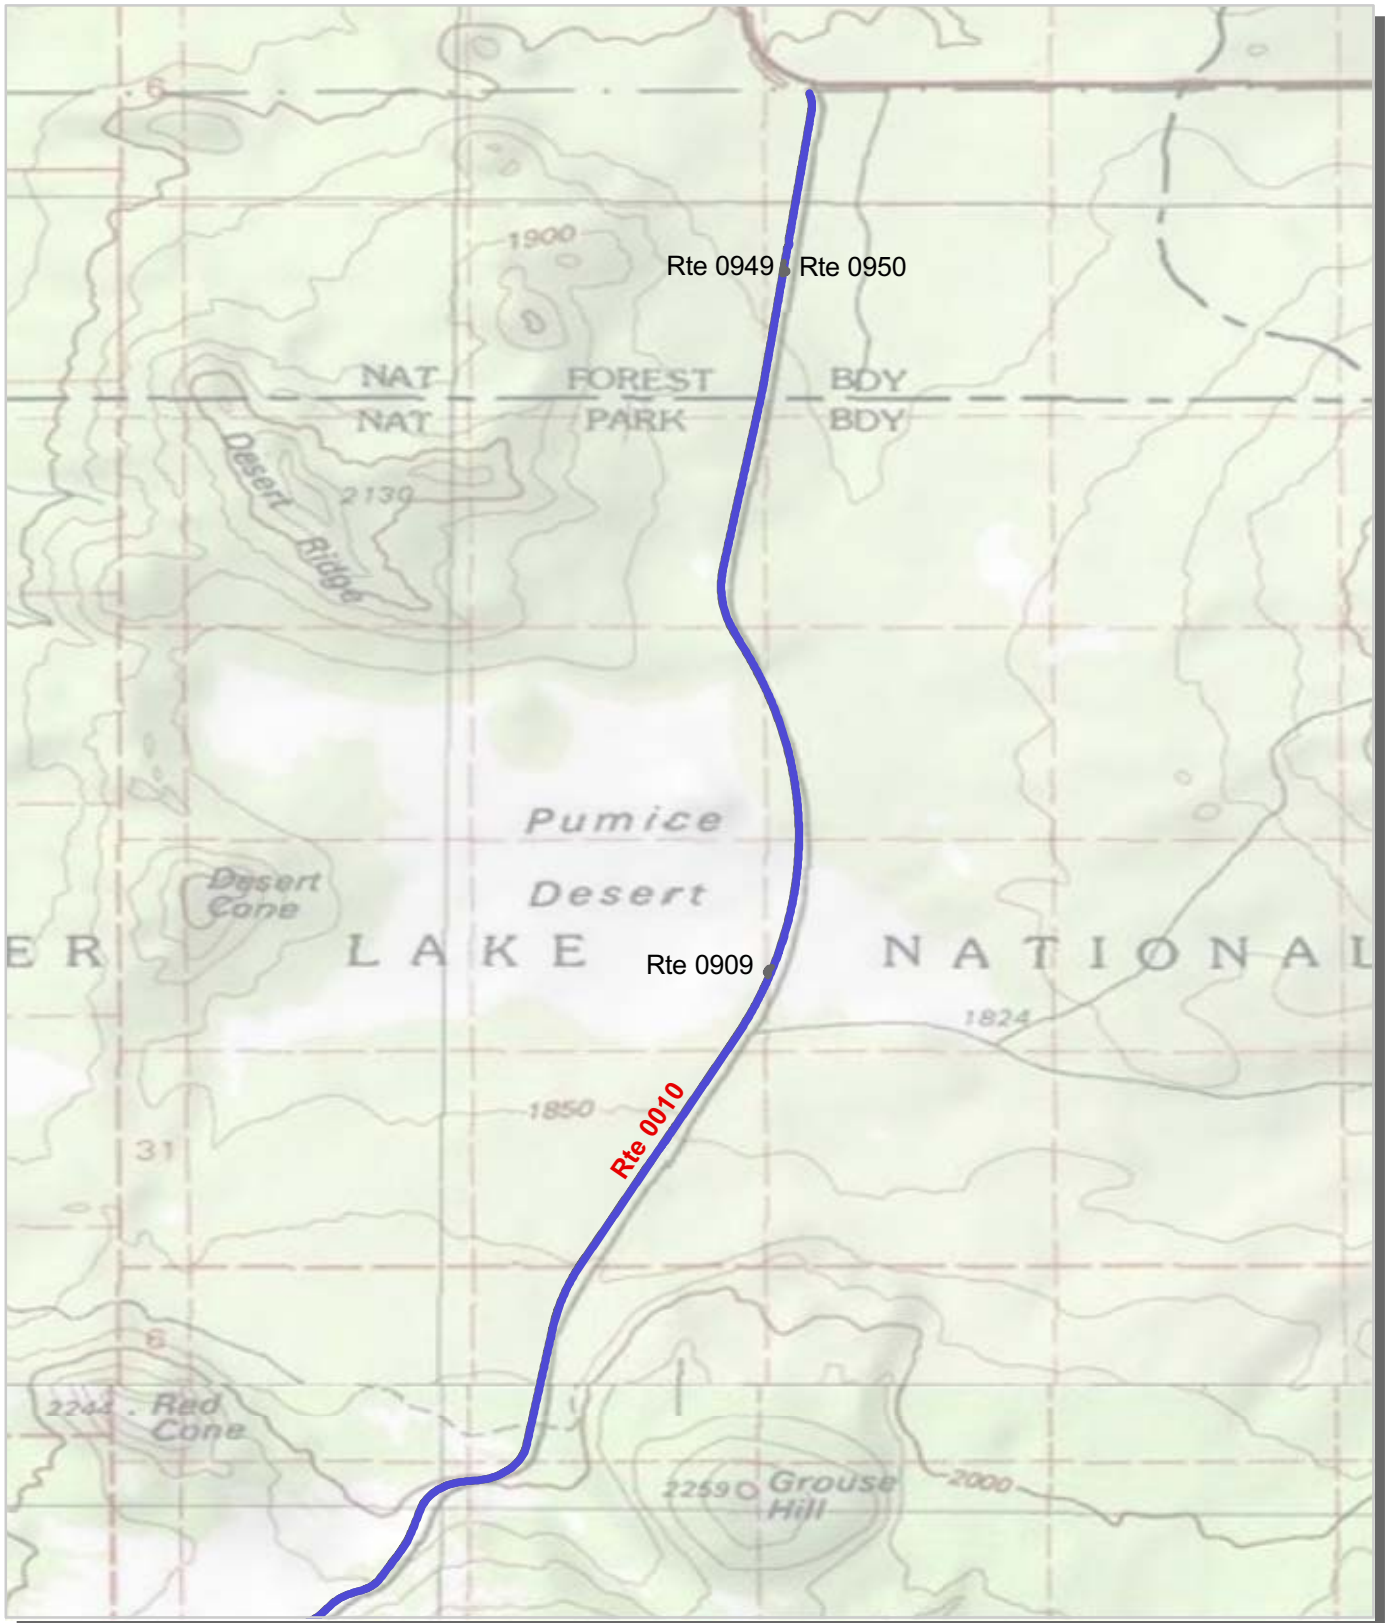 6
1900
Rte 0949 Rte 0950
NAT FOREST BDY
NAT PARK BDY
Desert
Ridge
2130
Pumice
Desert
Desert
Cone
ER LAKE NATIONAL
Rte 0909
1824
1850
Rte 0010
31
6
2244 . Red
Cone
2259 Grouse
Hill
2000